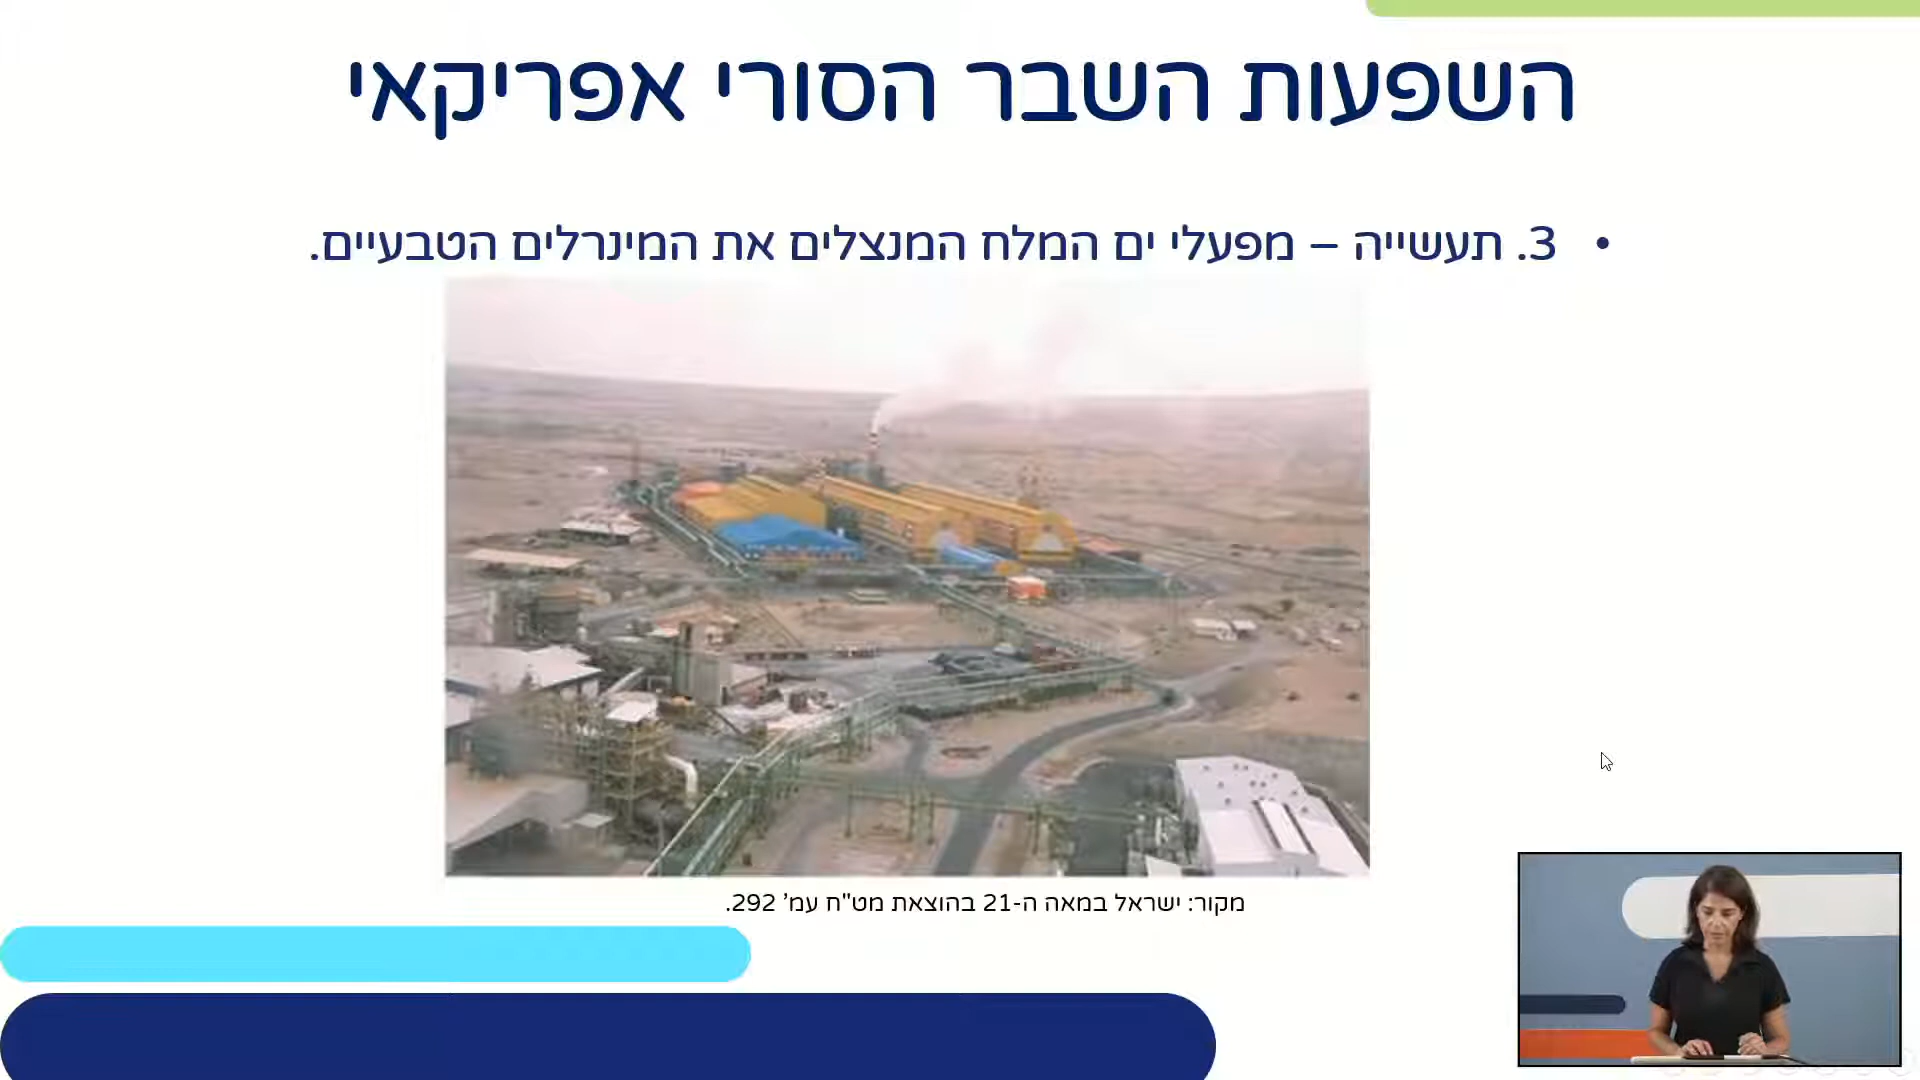 השפעות השבר הסורי אפריקאי
• 3. תעשייה – מפעלי ים המלח המנצלים את המינרלים הטבעיים.
מקור: ישראל במאה ה-21 בהוצאת מט"ח עמ' 292.